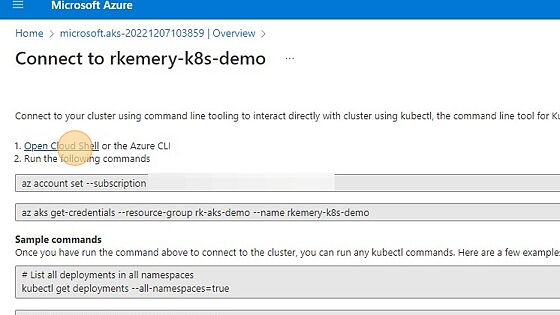 Microsoft Azure
Home > microsoft.aks-20221207103859 | Overview >
Connect to rkemery-k8s-demo ...
Connect to your cluster using command line tooling to interact directly with cluster using kubectl, the command line tool for
1. Open Cloud Shell or the Azure CLI
2. Run the following commands
az account set --subscription
az aks get-credentials --resource-group rk-aks-demo --name rkemery-k8s-demo
Sample commands
Once you have run the command above to connect to the cluster, you can run any kubectl commands. Here are a few examples
# List all deployments in all namespaces
kubectl get deployments --all-namespaces=true